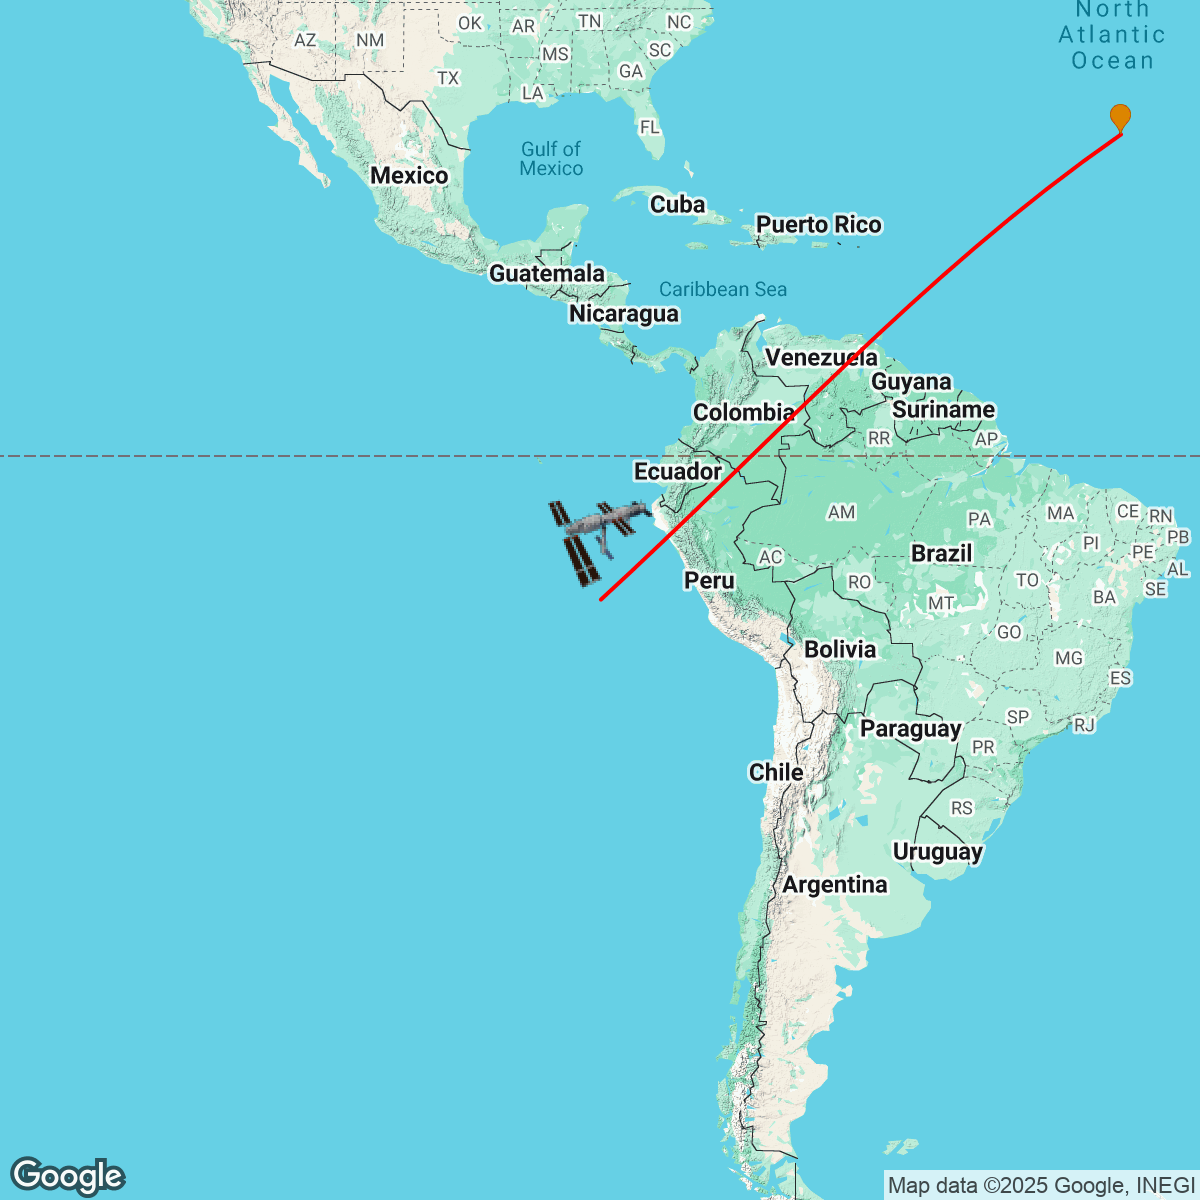 North
Atlantic
Ocean
OK
AR
TN
NC
AZ
NM
MS
SC
GA
TX
LA
FL
Gulf of
Mexico
Mexico
Cuba
Puerto Rico
Guatemala
Caribbean Sea
Nicaragua
Venezuela
Guyana
Colombia
Suriname
RR
AP
Ecuador
AM
PA
MA
CE
RN
PB
PI
PE
AL
Peru
AC
RO
Brazil
TO
SE
BA
MT
GO
Bolivia
MG
ES
SP
RJ
Paraguay
PR
Chile
RS
Uruguay
Argentina
Google
Map data ©2025 Google, INEGI